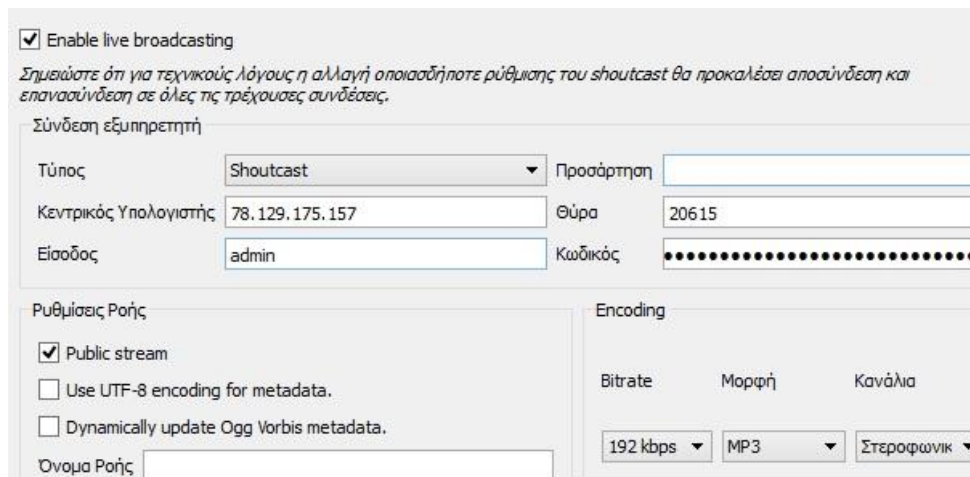 Enable live broadcasting
Σημειώστε ότι για τεχνικούς λόγους η αλλαγή οποιασδήποτε ρύθμισης του shoutcast θα προκαλέσει αποσύνδεση και
επανασύνδεση σε όλες τις τρέχουσες συνδέσεις.
Σύνδεση εξυπηρετητή
Τύπος Shoutcast Προσάρτηση
Κεντρικός Υπολογιστής 78.129.175.157 Θύρα 20615
Είσοδος admin Κωδικός
Ρυθμίσεις Ροής Encoding
Public stream
Use UTF-8 encoding for metadata.
Bitrate Μορφή Κανάλια
Dynamically update Ogg Vorbis metadata.
192 kbps MP3 Στεροφωνικ
Όνομα Ροής